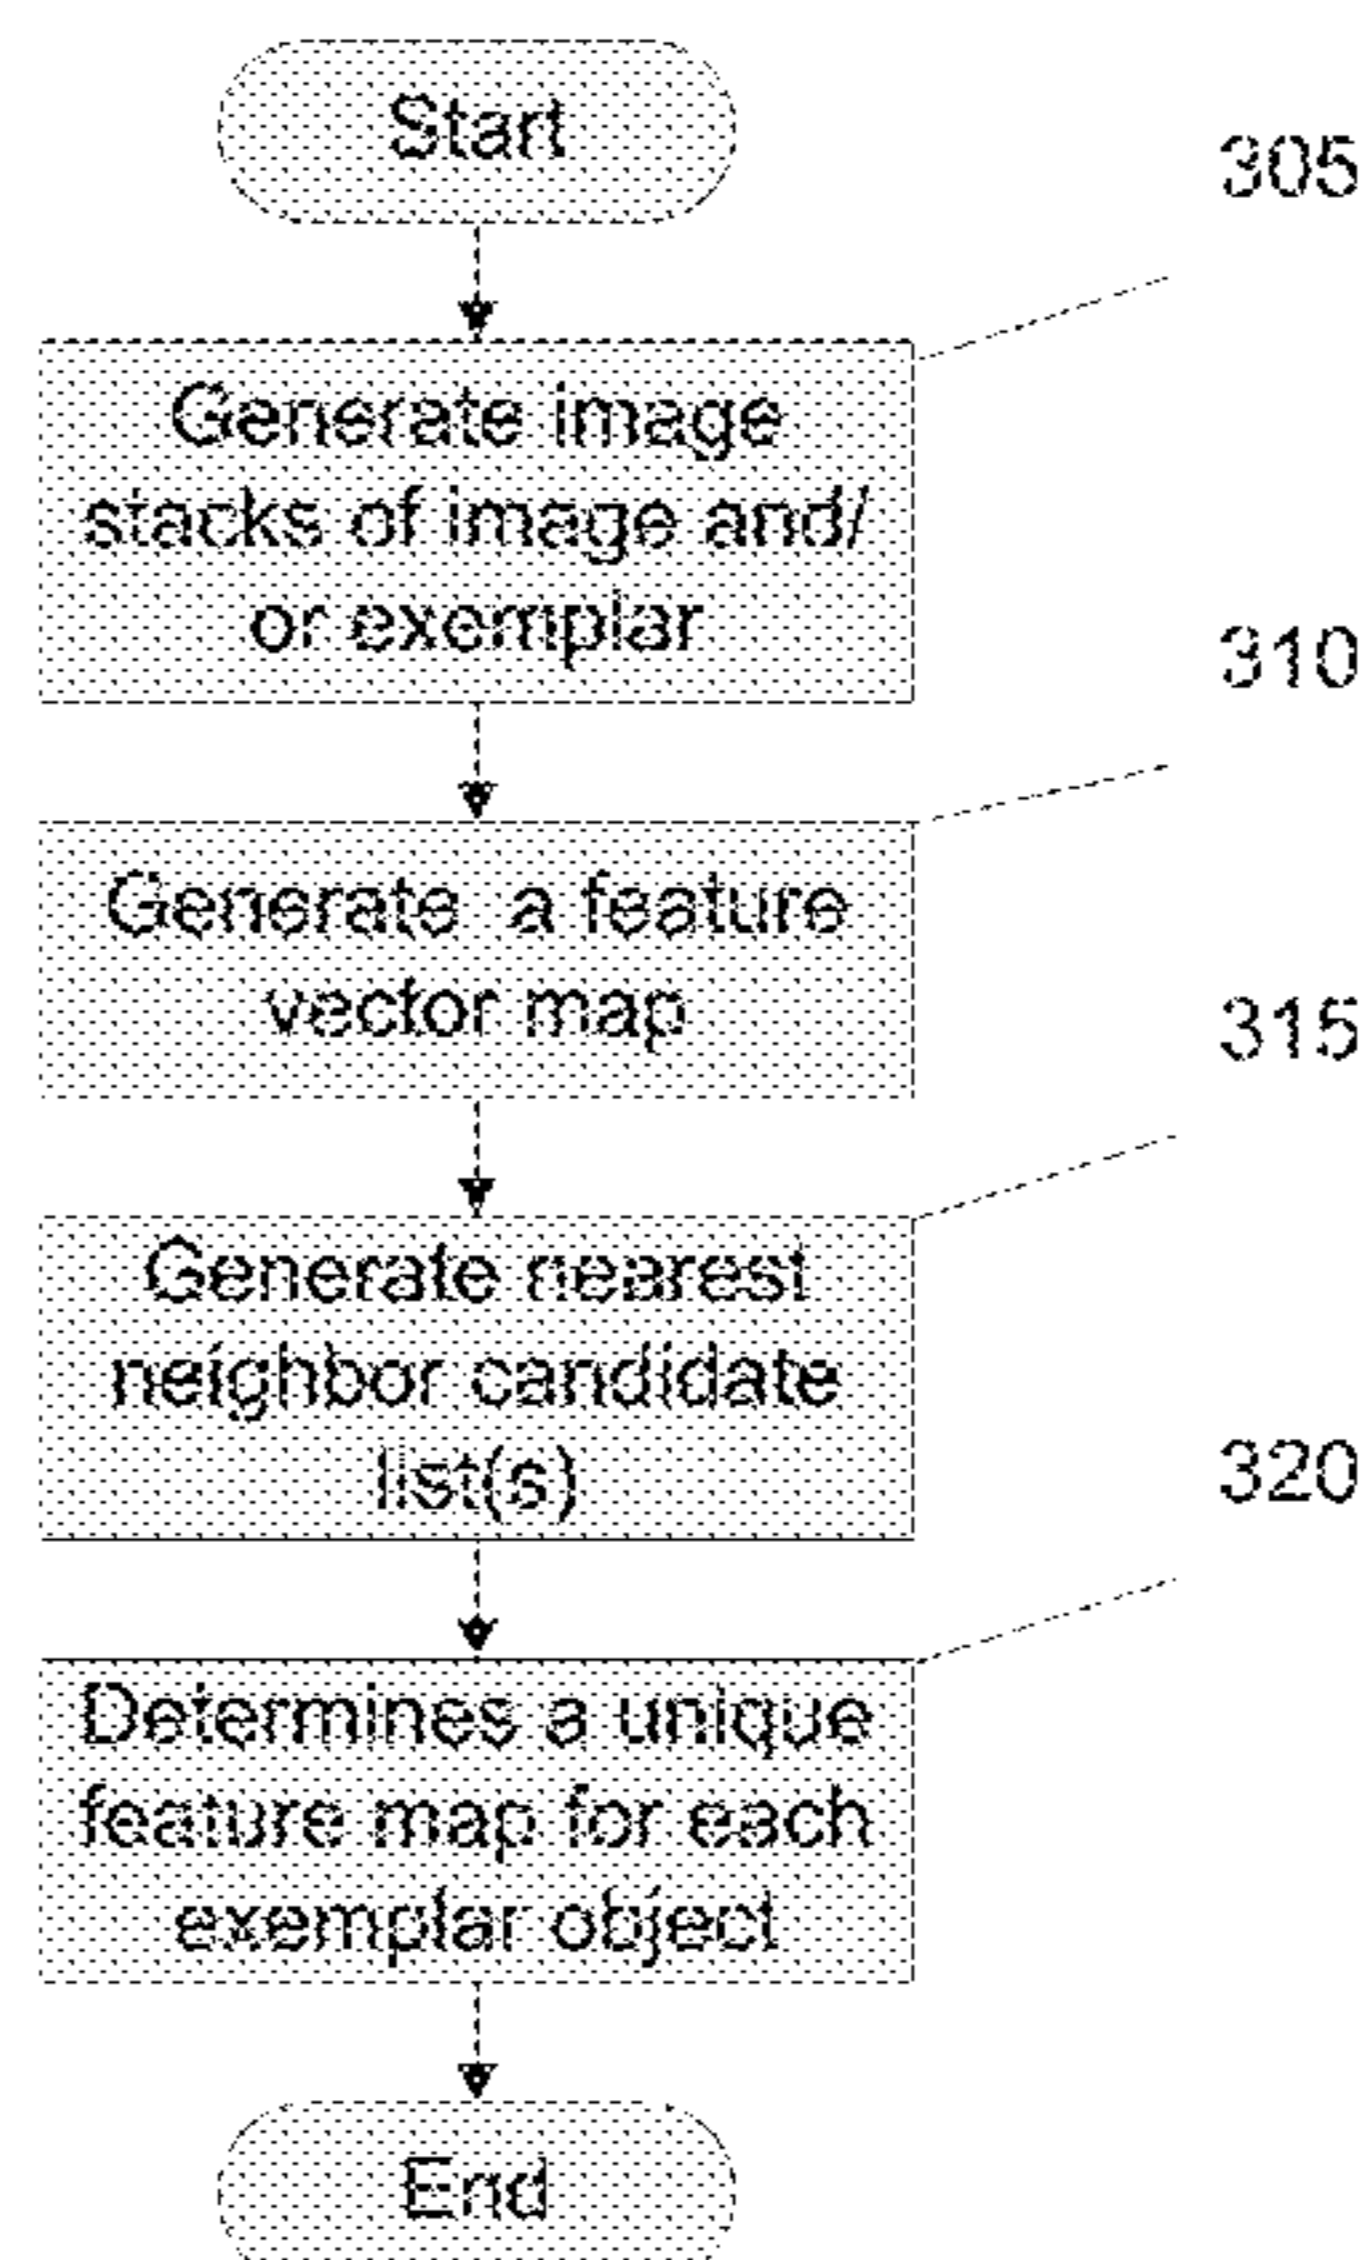 Start
305
Generate image
stacks of image and/
or exemplar
310
Generate a feature
vector map
315
Generate nearest
neighbor candidate
list(s)
320
Determines a unique
feature map for each
exemplar object
End